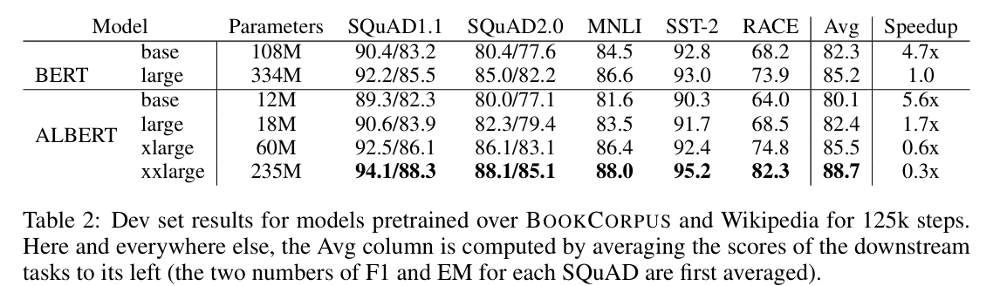 Model Parameters SQuAD1.1 SQuAD2.0 MNLI SST-2 RACE Avg Speedup
base 108M 90.4/83.2 80.4/77.6 84.5 92.8 68.2 82.3 4.7x
BERT large 334M 92.2/85.5 85.0/82.2 86.6 93.0 73.9 85.2 1.0
base 12M 89.3/82.3 80.0/77.1 81.6 90.3 64.0 80.1 5.6x
ALBERT large 18M 90.6/83.9 82.3/79.4 83.5 91.7 68.5 82.4 1.7x
xlarge 60M 92.5/86.1 86.1/83.1 86.4 92.4 74.8 85.5 0.6x
xxlarge 235M 94.1/88.3 88.1/85.1 88.0 95.2 82.3 88.7 0.3x
Table 2: Dev set results for models pretrained over BOOKCORPUS and Wikipedia for 125k steps.
Here and everywhere else, the Avg column is computed by averaging the scores of the downstream
tasks to its left (the two numbers of F1 and EM for each SQuAD are first averaged).